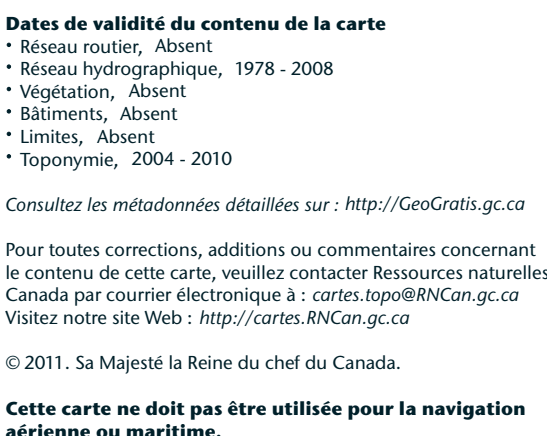 Dates de validité du contenu de la carte
• Réseau routier, Absent
• Réseau hydrographique, 1978 - 2008
• Végétation, Absent
• Bâtiments, Absent
• Limites, Absent
• Toponymie, 2004 - 2010
Consultez les métadonnées détaillées sur : http://GeoGratis.gc.ca
Pour toutes corrections, additions ou commentaires concernant
le contenu de cette carte, veuillez contacter Ressources naturelles
Canada par courrier électronique à : cartes.topo@RNCan.gc.ca
Visitez notre site Web : http://cartes.RNCan.gc.ca
© 2011. Sa Majesté la Reine du chef du Canada.
Cette carte ne doit pas être utilisée pour la navigation
aérienne ou maritime.